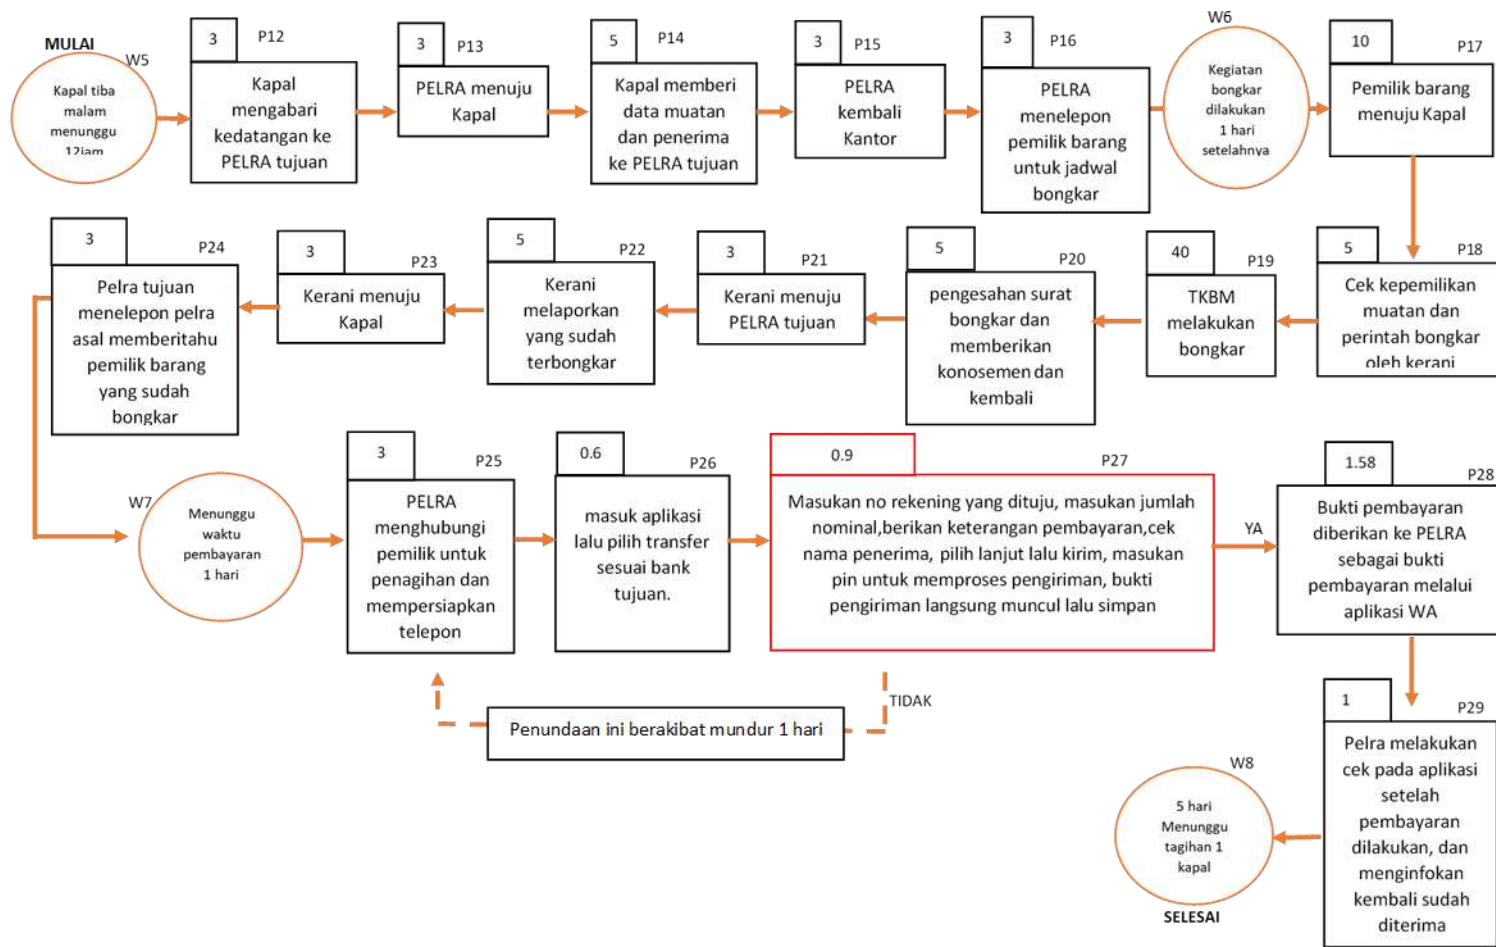 MULAI
W5
Kapal tiba
malam
menunggu
12jam
3
P12
Kapal
mengabari
kedatangan ke
PELRA tujuan
3
P13
PELRA menuju
Kapal
5
P14
Kapal memberi
data muatan
dan penerima
ke PELRA tujuan
3
P15
PELRA
kembali
Kantor
3
P16
PELRA
menelepon
pemilik barang
untuk jadwal
bongkar
W6
Kegiatan
bongkar
dilakukan
1 hari
setelahnya
10
P17
Pemilik barang
menuju Kapal
5
P18
Cek kepemilikan
muatan dan
perintah bongkar
oleh kerani
40
P19
TKBM
melakukan
bongkar
5
P20
pengesahan surat
bongkar dan
memberikan
konosemen dan
kembali
3
P21
Kerani menuju
PELRA tujuan
5
P22
Kerani
melaporkan
yang sudah
terbongkar
3
P23
Kerani menuju
Kapal
3
P24
Pelra tujuan
menelepon pelra
asal memberitahu
pemilik barang
yang sudah
bongkar
W7
Menunggu
waktu
pembayaran
1 hari
3
P25
PELRA
menghubungi
pemilik untuk
penagihan dan
mempersiapkan
telepon
0.6
P26
masuk aplikasi
lalu pilih transfer
sesuai bank
tujuan.
0.9
P27
Masukan no rekening yang dituju, masukan jumlah
nominal,berikan keterangan pembayaran,cek
nama penerima, pilih lanjut lalu kirim, masukan
pin untuk memproses pengiriman, bukti
pengiriman langsung muncul lalu simpan
YA
TIDAK
Penundaan ini berakibat mundur 1 hari
1.58
P28
Bukti pembayaran
diberikan ke PELRA
sebagai bukti
pembayaran melalui
aplikasi WA
1
P29
Pelra melakukan
cek pada aplikasi
setelah
pembayaran
dilakukan, dan
menginfokan
kembali sudah
diterima
W8
5 hari
Menunggu
tagihan 1
kapal
SELESAI